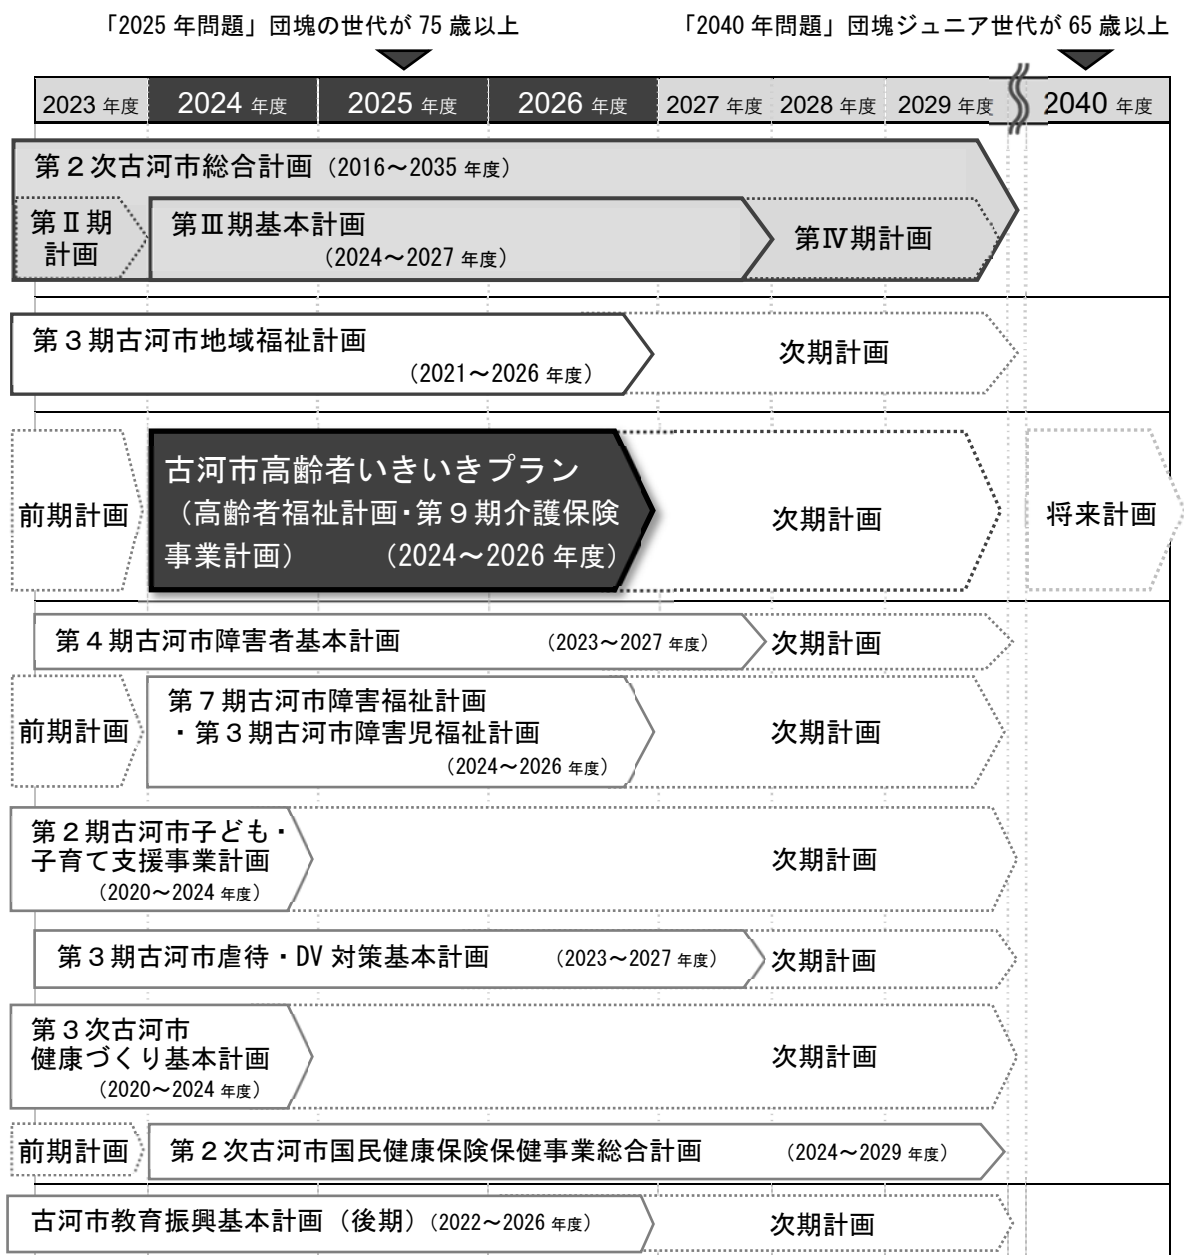 「2025 年問題」団塊の世代が 75 歳以上
「2040 年問題」団塊ジュニア世代が 65 歳以上
2023 年度 2024 年度 2025 年度 2026 年度 2027 年度 2028 年度 2029 年度 2040 年度
第２次古河市総合計画（2016～2035 年度）
第Ⅱ期
計画
第Ⅲ期基本計画
（2024～2027 年度）
第Ⅳ期計画
第３期古河市地域福祉計画
（2021～2026 年度）
次期計画
前期計画
古河市高齢者いきいきプラン
（高齢者福祉計画・第９期介護保険
事業計画） （2024～2026 年度）
次期計画
将来計画
第４期古河市障害者基本計画 （2023～2027 年度）
次期計画
前期計画
第７期古河市障害福祉計画
・第３期古河市障害児福祉計画
（2024～2026 年度）
次期計画
第２期古河市子ども・
子育て支援事業計画
（2020～2024 年度）
次期計画
第３期古河市虐待・DV 対策基本計画 （2023～2027 年度）
次期計画
第３次古河市
健康づくり基本計画
（2020～2024 年度）
次期計画
前期計画
第２次古河市国民健康保険保健事業総合計画 （2024～2029 年度）
古河市教育振興基本計画（後期）（2022～2026 年度）
次期計画